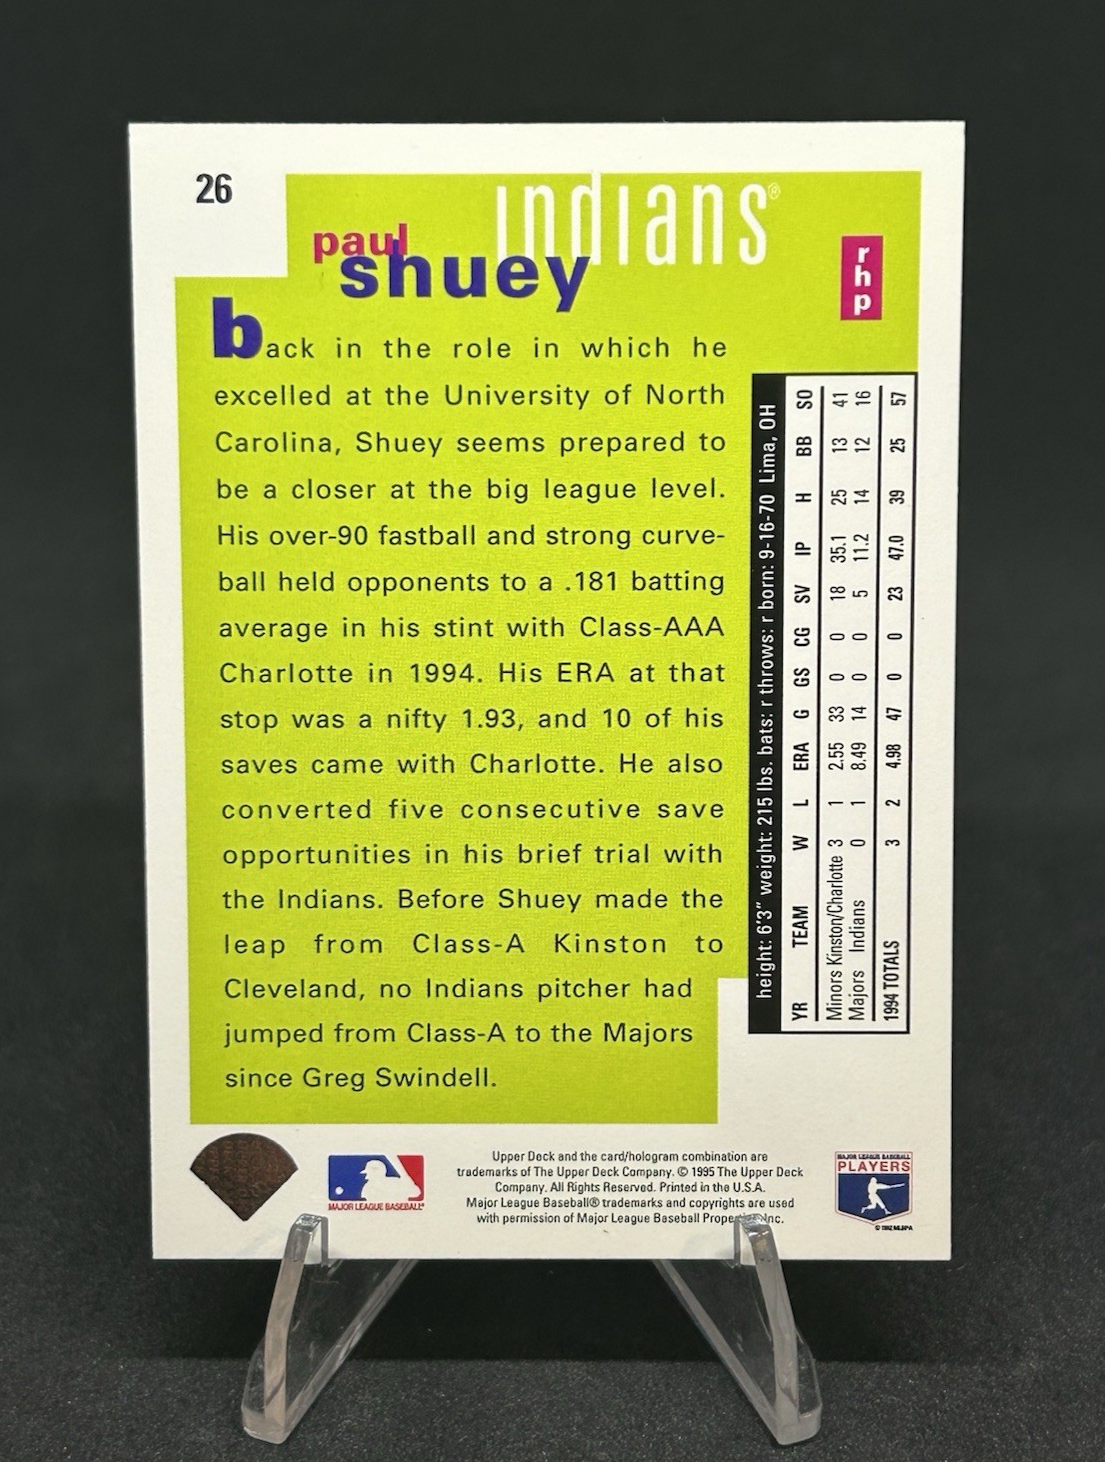 26
indians®
paul
shuey
rhp
back in the role in which he
excelled at the University of North
Carolina, Shuey seems prepared to
be a closer at the big league level.
His over-90 fastball and strong curve-
ball held opponents to a .181 batting
average in his stint with Class-AAA
Charlotte in 1994. His ERA at that
stop was a nifty 1.93, and 10 of his
saves came with Charlotte. He also
converted five consecutive save
opportunities in his brief trial with
the Indians. Before Shuey made the
leap from Class-A Kinston to
Cleveland, no Indians pitcher had
jumped from Class-A to the Majors
since Greg Swindell.
height: 6'3" weight: 215 lbs. bats: r throws: r born: 9-16-70 Lima, OH
YR TEAM W L ERA G GS CG SV IP H BB SO
Minors Kinston/Charlotte 3 1 2.55 33 0 0 18 35.1 25 13 41
Majors Indians 0 1 8.49 14 0 0 5 11.2 14 12 16
1994 TOTALS 3 2 4.98 47 0 0 23 47.0 39 25 57
MAJOR LEAGUE BASEBALL®
Upper Deck and the card/hologram combination are
trademarks of The Upper Deck Company. © 1995 The Upper Deck
Company. All Rights Reserved. Printed in the U.S.A.
Major League Baseball® trademarks and copyrights are used
with permission of Major League Baseball Properties, Inc.
MAJOR LEAGUE BASEBALL
PLAYERS
© 1992 MLBPA